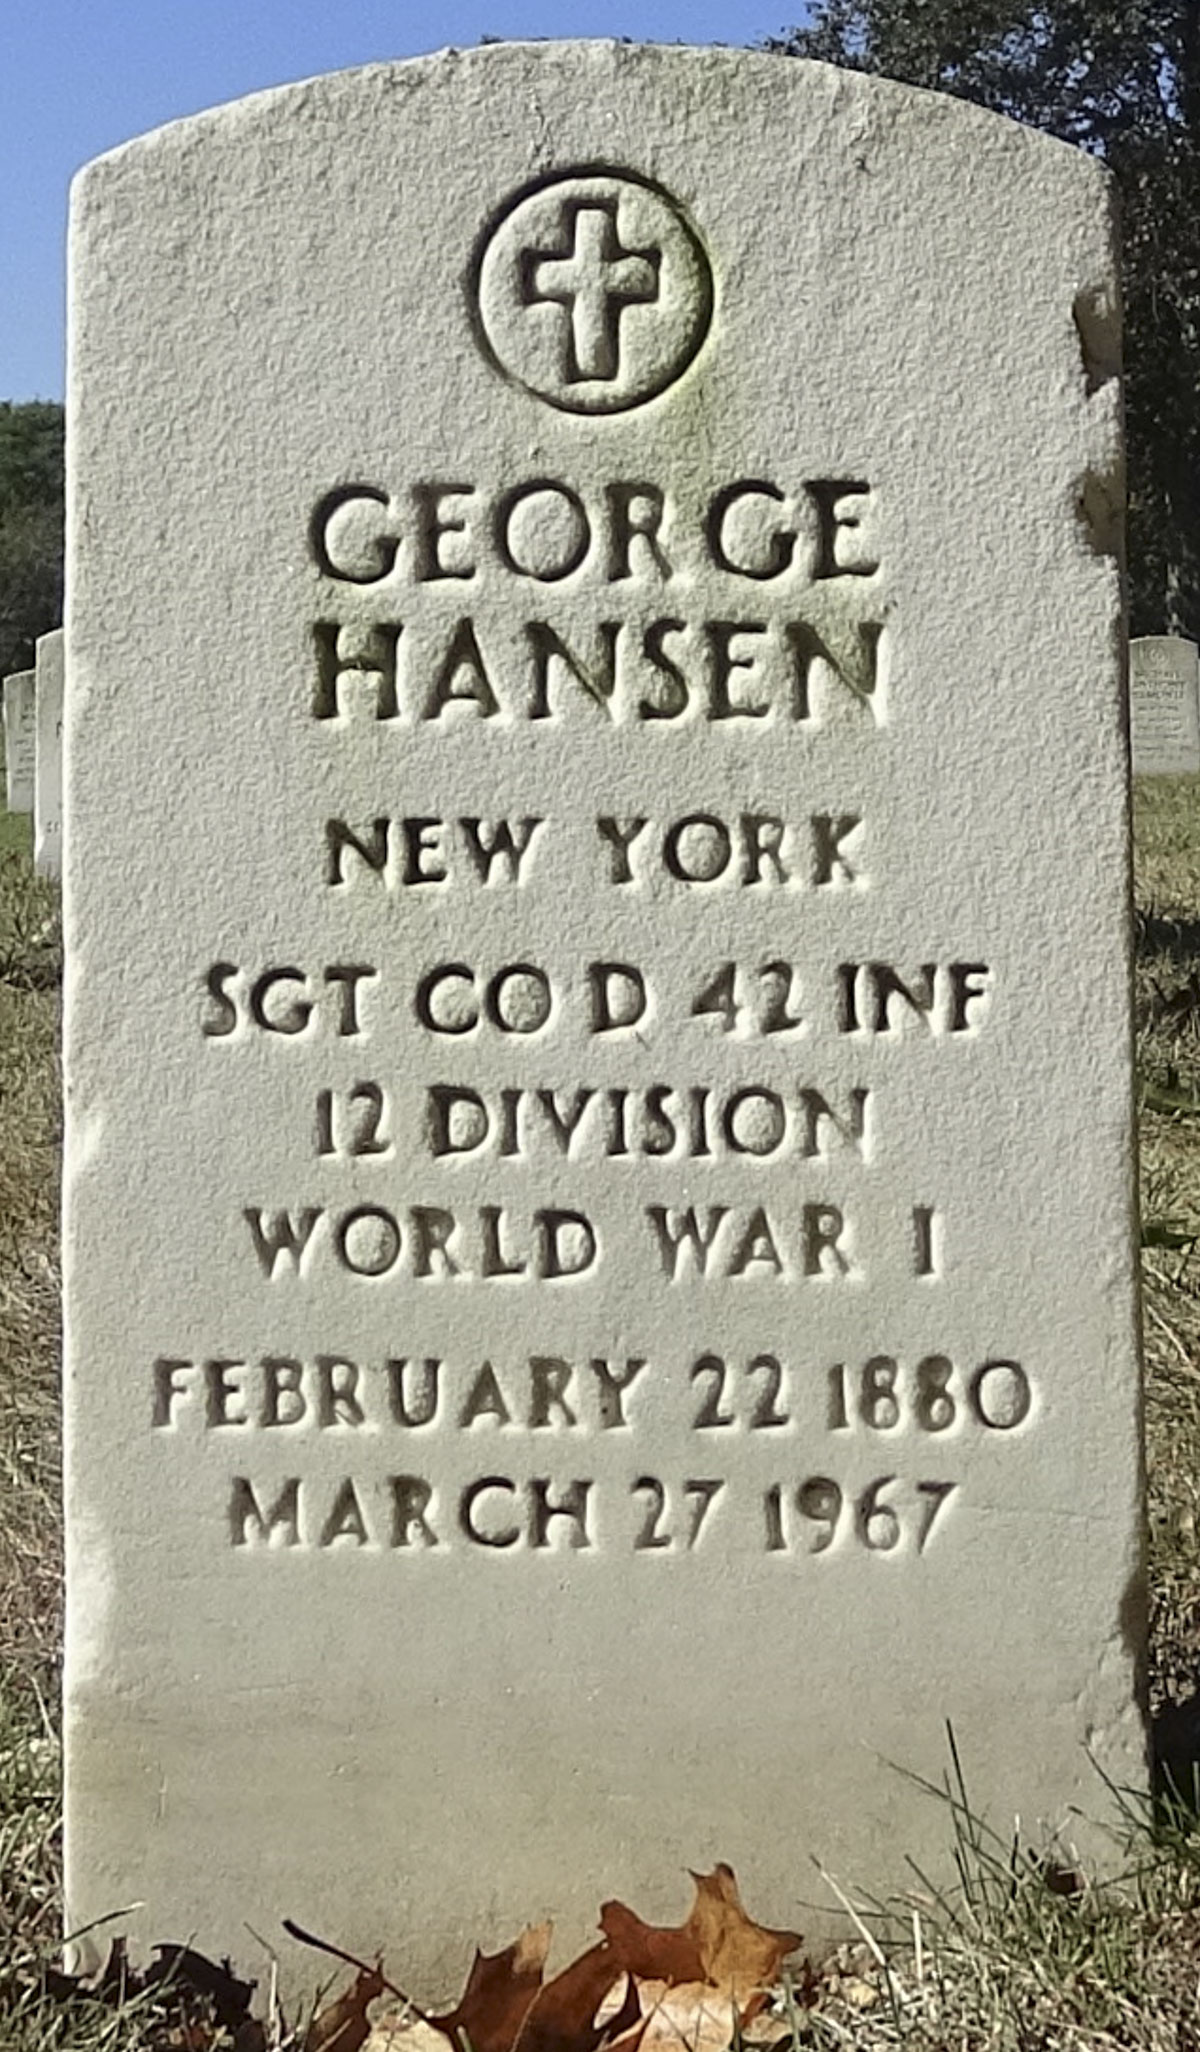 GEORGE
HANSEN
NEW YORK
SGT CO D 42 INF
12 DIVISION
WORLD WAR I
FEBRUARY 22 1880
MARCH 27 1967